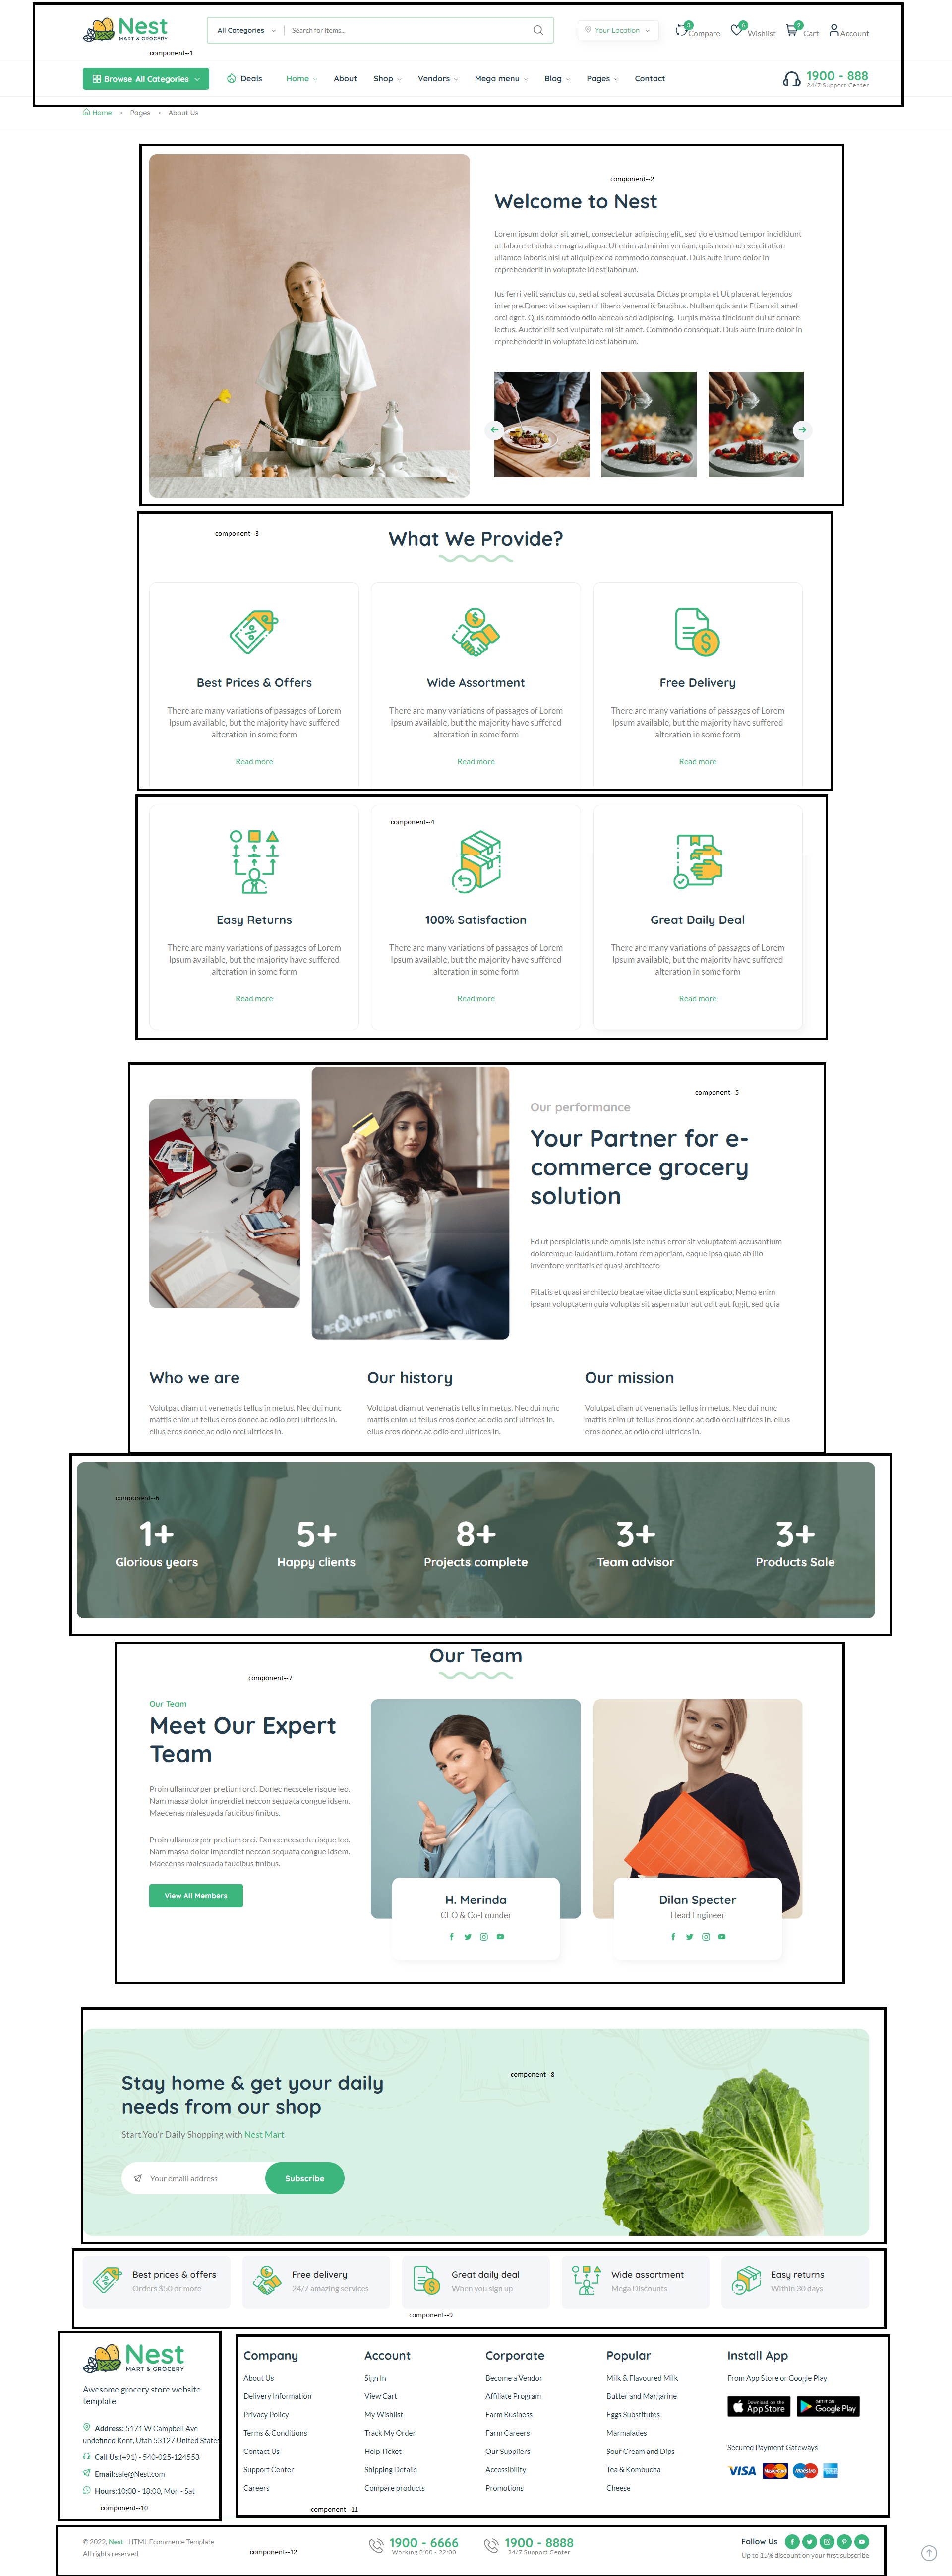 Nest
MART & GROCERY
All Categories
Search for items...
Your Location
3
Compare
6
Wishlist
2
Cart
Account
component--1
Browse All Categories
Deals
Home
About
Shop
Vendors
Mega menu
Blog
Pages
Contact
1900 - 888
24/7 Support Center
Home
Pages
About Us
component--2
Welcome to Nest
Lorem ipsum dolor sit amet, consectetur adipiscing elit, sed do eiusmod tempor incididunt
ut labore et dolore magna aliqua. Ut enim ad minim veniam, quis nostrud exercitation
ullamco laboris nisi ut aliquip ex ea commodo consequat. Duis aute irure dolor in
reprehenderit in voluptate id est laborum.
Ius ferri velit sanctus cu, sed at soleat accusata. Dictas prompta et Ut placerat legendos
interpre.Donec vitae sapien ut libero venenatis faucibus. Nullam quis ante Etiam sit amet
orci eget. Quis commodo odio aenean sed adipiscing. Turpis massa tincidunt dui ut ornare
lectus. Auctor elit sed vulputate mi sit amet. Commodo consequat. Duis aute irure dolor in
reprehenderit in voluptate id est laborum.
component--3
What We Provide?
Best Prices & Offers
There are many variations of passages of Lorem
Ipsum available, but the majority have suffered
alteration in some form
Read more
Wide Assortment
There are many variations of passages of Lorem
Ipsum available, but the majority have suffered
alteration in some form
Read more
Free Delivery
There are many variations of passages of Lorem
Ipsum available, but the majority have suffered
alteration in some form
Read more
component--4
Easy Returns
There are many variations of passages of Lorem
Ipsum available, but the majority have suffered
alteration in some form
Read more
100% Satisfaction
There are many variations of passages of Lorem
Ipsum available, but the majority have suffered
alteration in some form
Read more
Great Daily Deal
There are many variations of passages of Lorem
Ipsum available, but the majority have suffered
alteration in some form
Read more
component--5
Our performance
Your Partner for e-
commerce grocery
solution
Ed ut perspiciatis unde omnis iste natus error sit voluptatem accusantium
doloremque laudantium, totam rem aperiam, eaque ipsa quae ab illo
inventore veritatis et quasi architecto
Pitatis et quasi architecto beatae vitae dicta sunt explicabo. Nemo enim
ipsam voluptatem quia voluptas sit aspernatur aut odit aut fugit, sed quia
Who we are
Volutpat diam ut venenatis tellus in metus. Nec dui nunc
mattis enim ut tellus eros donec ac odio orci ultrices in.
ellus eros donec ac odio orci ultrices in.
Our history
Volutpat diam ut venenatis tellus in metus. Nec dui nunc
mattis enim ut tellus eros donec ac odio orci ultrices in.
ellus eros donec ac odio orci ultrices in.
Our mission
Volutpat diam ut venenatis tellus in metus. Nec dui nunc
mattis enim ut tellus eros donec ac odio orci ultrices in. ellus
eros donec ac odio orci ultrices in.
component--6
1+
Glorious years
5+
Happy clients
8+
Projects complete
3+
Team advisor
3+
Products Sale
Our Team
component--7
Our Team
Meet Our Expert
Team
Proin ullamcorper pretium orci. Donec necscele risque leo.
Nam massa dolor imperdiet neccon sequata congue idsem.
Maecenas malesuada faucibus finibus.
Proin ullamcorper pretium orci. Donec necscele risque leo.
Nam massa dolor imperdiet neccon sequata congue idsem.
Maecenas malesuada faucibus finibus.
View All Members
H. Merinda
CEO & Co-Founder
Dilan Specter
Head Engineer
component--8
Stay home & get your daily
needs from our shop
Start You'r Daily Shopping with Nest Mart
Your emaill address
Subscribe
Best prices & offers
Orders $50 or more
Free delivery
24/7 amazing services
Great daily deal
When you sign up
Wide assortment
Mega Discounts
Easy returns
Within 30 days
component--9
Nest
MART & GROCERY
Awesome grocery store website
template
Address: 5171 W Campbell Ave
undefined Kent, Utah 53127 United States
Call Us:(+91) - 540-025-124553
Email:sale@Nest.com
Hours:10:00 - 18:00, Mon - Sat
component--10
Company
About Us
Delivery Information
Privacy Policy
Terms & Conditions
Contact Us
Support Center
Careers
Account
Sign In
View Cart
My Wishlist
Track My Order
Help Ticket
Shipping Details
Compare products
Corporate
Become a Vendor
Affiliate Program
Farm Business
Farm Careers
Our Suppliers
Accessibility
Promotions
Popular
Milk & Flavoured Milk
Butter and Margarine
Eggs Substitutes
Marmalades
Sour Cream and Dips
Tea & Kombucha
Cheese
Install App
From App Store or Google Play
Download on the
App Store
GET IT ON
Google Play
Secured Payment Gateways
VISA
MasterCard
Maestro
component--11
© 2022, Nest - HTML Ecommerce Template
All rights reserved
component--12
1900 - 6666
Working 8:00 - 22:00
1900 - 8888
24/7 Support Center
Follow Us
Up to 15% discount on your first subscribe